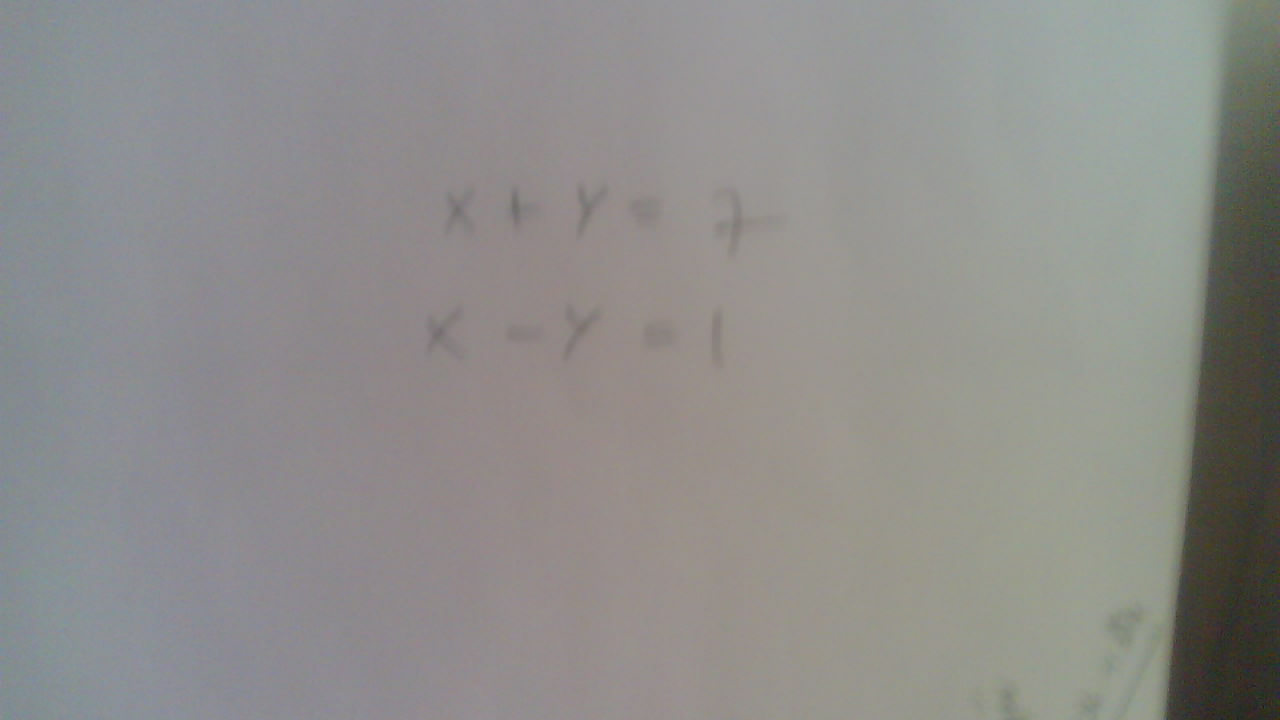 x + y = 7
x - y = 1